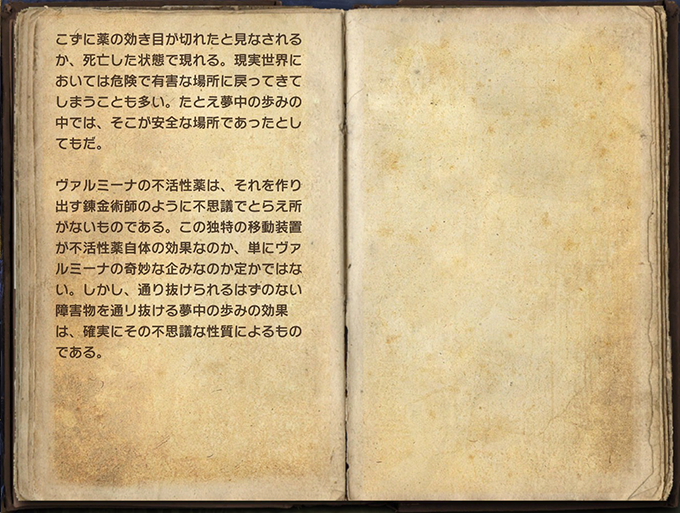 こずに薬の効き目が切れたと見なされる
か、死亡した状態で現れる。現実世界に
おいては危険で有害な場所に戻ってきて
しまうことも多い。たとえ夢中の歩みの
中では、そこが安全な場所であったとし
てもだ。
ヴァルミーナの不活性薬は、それを作り
出す錬金術師のように不思議でとらえ所
がないものである。この独特の移動装置
が不活性薬自体の効果なのか、単にヴァ
ルミーナの奇妙な企みなのか定かではな
い。しかし、通り抜けられるはずのない
障害物を通り抜ける夢中の歩みの効果
は、確実にその不思議な性質によるもの
である。